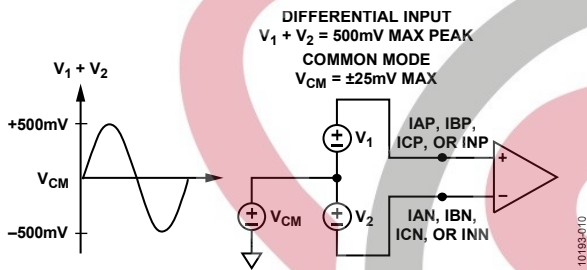 DIFFERENTIAL INPUT
V1 + V2 = 500mV MAX PEAK
COMMON MODE
VCM = ±25mV MAX
V1 + V2
+500mV
VCM
–500mV
V1
VCM
V2
IAP, IBP,
ICP, OR INP
+
–
IAN, IBN,
ICN, OR INN
10193-010